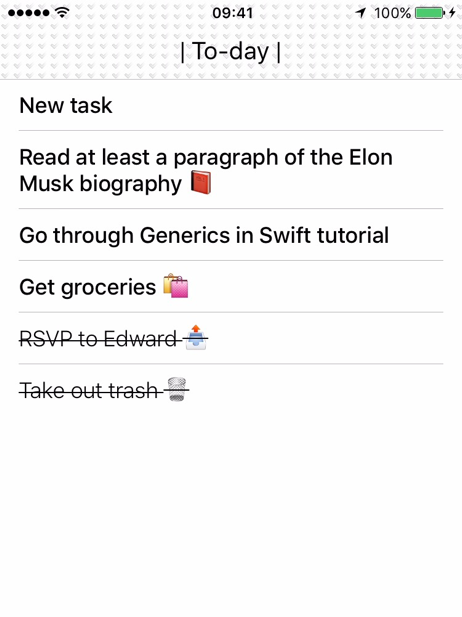 09:41
100%
| To-day |
New task
Read at least a paragraph of the Elon
Musk biography 📕
Go through Generics in Swift tutorial
Get groceries 🛍️
RSVP to Edward 📤
Take out trash 🗑️